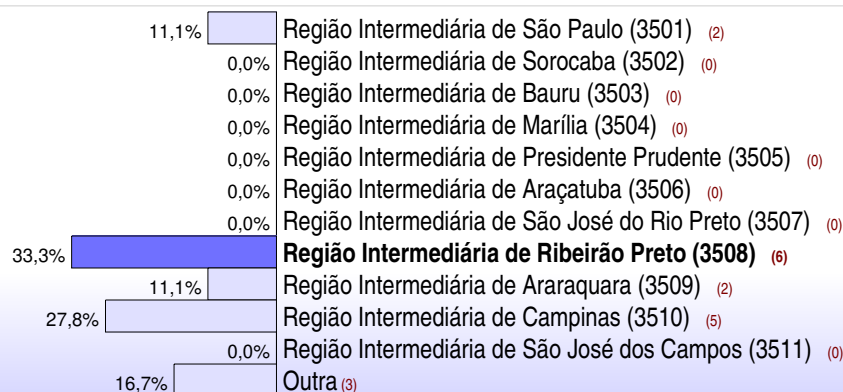 11,1% Região Intermediária de São Paulo (3501) (2)
0,0% Região Intermediária de Sorocaba (3502) (0)
0,0% Região Intermediária de Bauru (3503) (0)
0,0% Região Intermediária de Marília (3504) (0)
0,0% Região Intermediária de Presidente Prudente (3505) (0)
0,0% Região Intermediária de Araçatuba (3506) (0)
0,0% Região Intermediária de São José do Rio Preto (3507) (0)
33,3% Região Intermediária de Ribeirão Preto (3508) (6)
11,1% Região Intermediária de Araraquara (3509) (2)
27,8% Região Intermediária de Campinas (3510) (5)
0,0% Região Intermediária de São José dos Campos (3511) (0)
16,7% Outra (3)